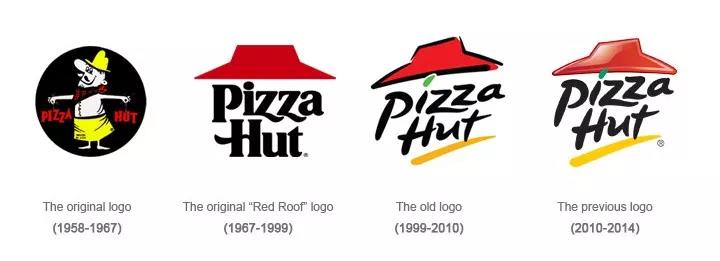 PIZZA HUT
Pizza
Hut
®
Pizza
Hut
Pizza
Hut
®
The original logo
(1958-1967)
The original “Red Roof” logo
(1967-1999)
The old logo
(1999-2010)
The previous logo
(2010-2014)